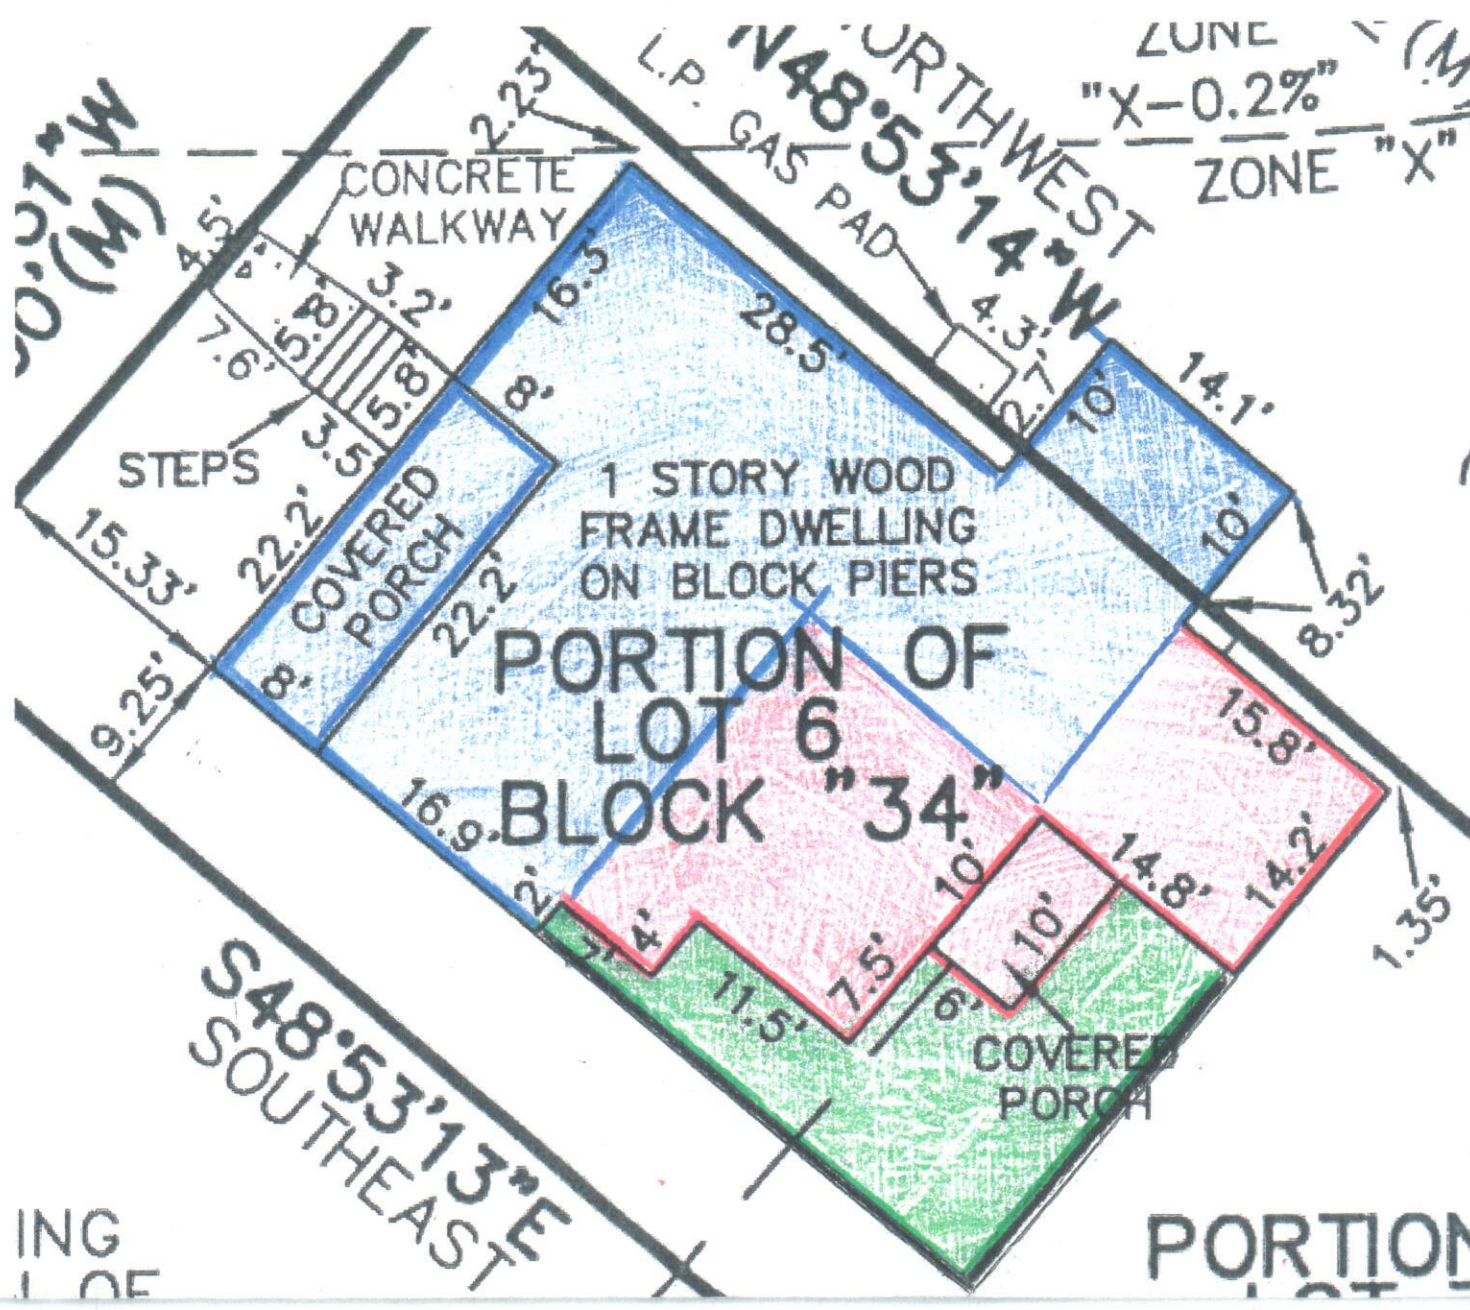 ZONE
"X-0.2%"
ZONE "X"
NORTHWEST
N48°53'14"W
L.P. GAS PAD
2.23'
CONCRETE
WALKWAY
4.5'
3.2'
5.8'
5.8'
7.6'
3.5'
STEPS
16.3'
28.5'
4.3'
2.7'
10'
14.1'
10'
8.32'
8'
22.2'
COVERED
PORCH
22.2'
8'
15.33'
9.25'
1 STORY WOOD
FRAME DWELLING
ON BLOCK PIERS
PORTION OF
LOT 6
BLOCK "34"
16.9'
2'
7'
4'
11.5'
7.5'
10'
10'
6'
14.8'
15.8'
14.2'
1.35'
COVERED
PORCH
S48°53'13"E
SOUTHEAST
ING
PORTION